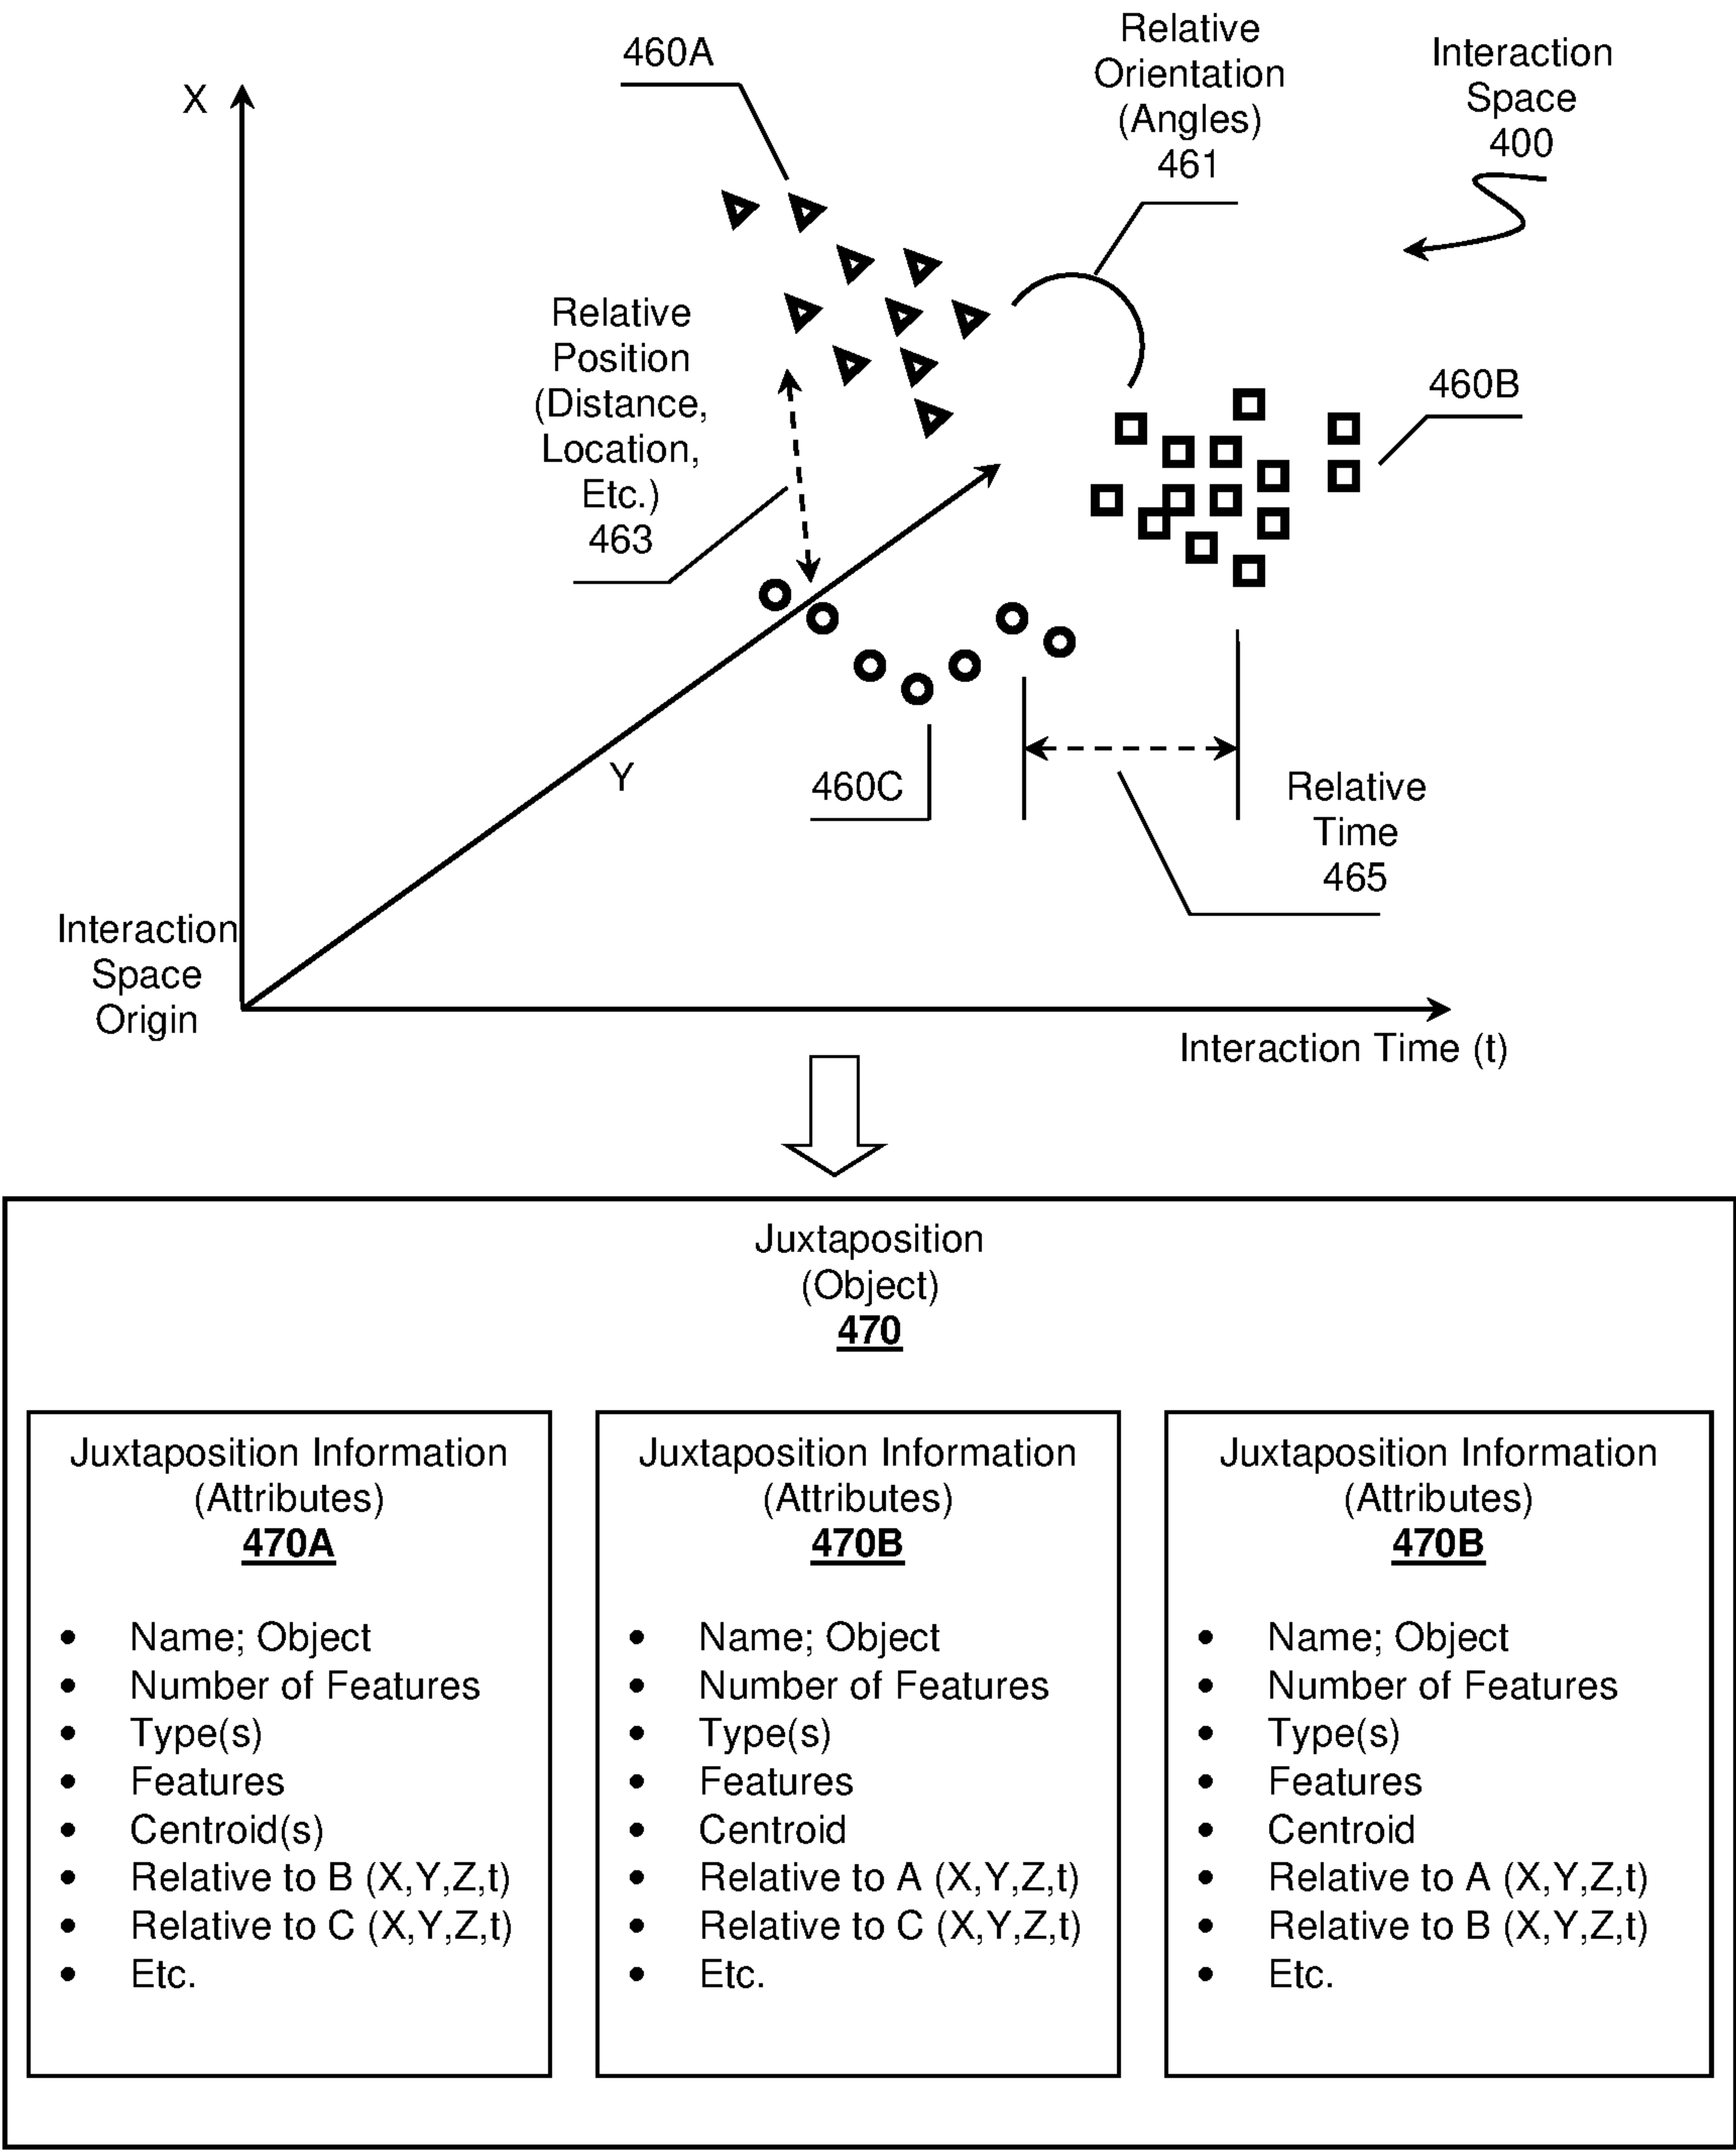 460A
Relative
Orientation
(Angles)
461
Interaction
Space
400
X
Relative
Position
(Distance,
Location,
Etc.)
463
460B
Y
460C
Relative
Time
465
Interaction
Space
Origin
Interaction Time (t)
Juxtaposition
(Object)
470
Juxtaposition Information
(Attributes)
470A
• Name; Object
• Number of Features
• Type(s)
• Features
• Centroid(s)
• Relative to B (X,Y,Z,t)
• Relative to C (X,Y,Z,t)
• Etc.
Juxtaposition Information
(Attributes)
470B
• Name; Object
• Number of Features
• Type(s)
• Features
• Centroid
• Relative to A (X,Y,Z,t)
• Relative to C (X,Y,Z,t)
• Etc.
Juxtaposition Information
(Attributes)
470B
• Name; Object
• Number of Features
• Type(s)
• Features
• Centroid
• Relative to A (X,Y,Z,t)
• Relative to B (X,Y,Z,t)
• Etc.